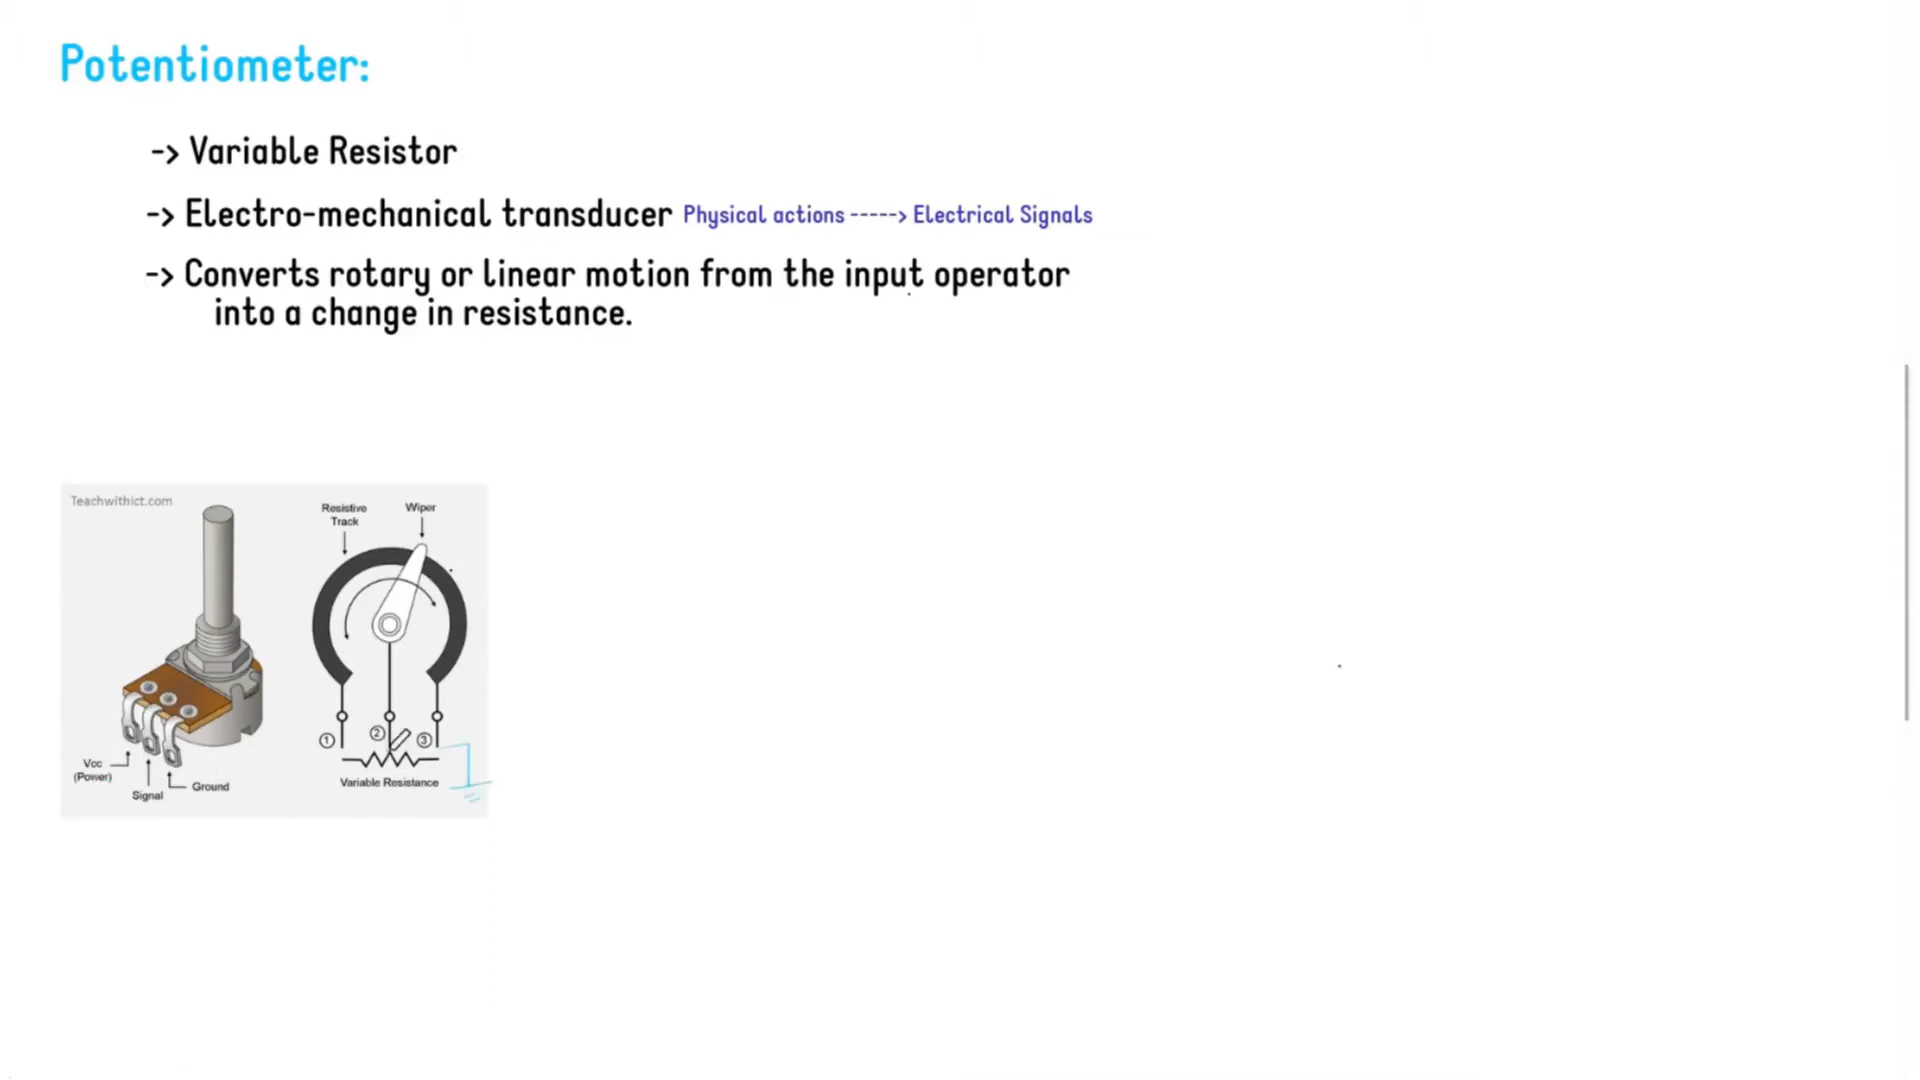 Potentiometer:
-> Variable Resistor
-> Electro-mechanical transducer Physical actions -----> Electrical Signals
-> Converts rotary or linear motion from the input operator
into a change in resistance.
Teachwithict.com
Resistive
Track
Wiper
1
2
3
Variable Resistance
Vcc
(Power)
Signal
Ground